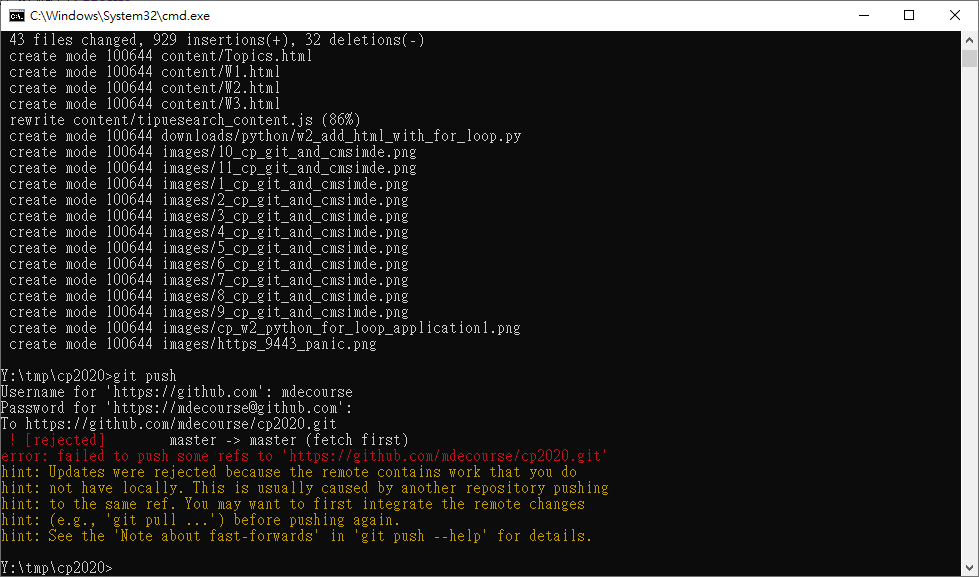 C:\Windows\System32\cmd.exe
43 files changed, 929 insertions(+), 32 deletions(-)
create mode 100644 content/Topics.html
create mode 100644 content/W1.html
create mode 100644 content/W2.html
create mode 100644 content/W3.html
rewrite content/tipuesearch_content.js (86%)
create mode 100644 downloads/python/w2_add_html_with_for_loop.py
create mode 100644 images/10_cp_git_and_cmsimde.png
create mode 100644 images/11_cp_git_and_cmsimde.png
create mode 100644 images/1_cp_git_and_cmsimde.png
create mode 100644 images/2_cp_git_and_cmsimde.png
create mode 100644 images/3_cp_git_and_cmsimde.png
create mode 100644 images/4_cp_git_and_cmsimde.png
create mode 100644 images/5_cp_git_and_cmsimde.png
create mode 100644 images/6_cp_git_and_cmsimde.png
create mode 100644 images/7_cp_git_and_cmsimde.png
create mode 100644 images/8_cp_git_and_cmsimde.png
create mode 100644 images/9_cp_git_and_cmsimde.png
create mode 100644 images/cp_w2_python_for_loop_application1.png
create mode 100644 images/https_9443_panic.png
Y:\tmp\cp2020>git push
Username for 'https://github.com': mdecourse
Password for 'https://mdecourse@github.com':
To https://github.com/mdecourse/cp2020.git
! [rejected]        master -> master (fetch first)
error: failed to push some refs to 'https://github.com/mdecourse/cp2020.git'
hint: Updates were rejected because the remote contains work that you do
hint: not have locally. This is usually caused by another repository pushing
hint: to the same ref. You may want to first integrate the remote changes
hint: (e.g., 'git pull ...') before pushing again.
hint: See the 'Note about fast-forwards' in 'git push --help' for details.
Y:\tmp\cp2020>